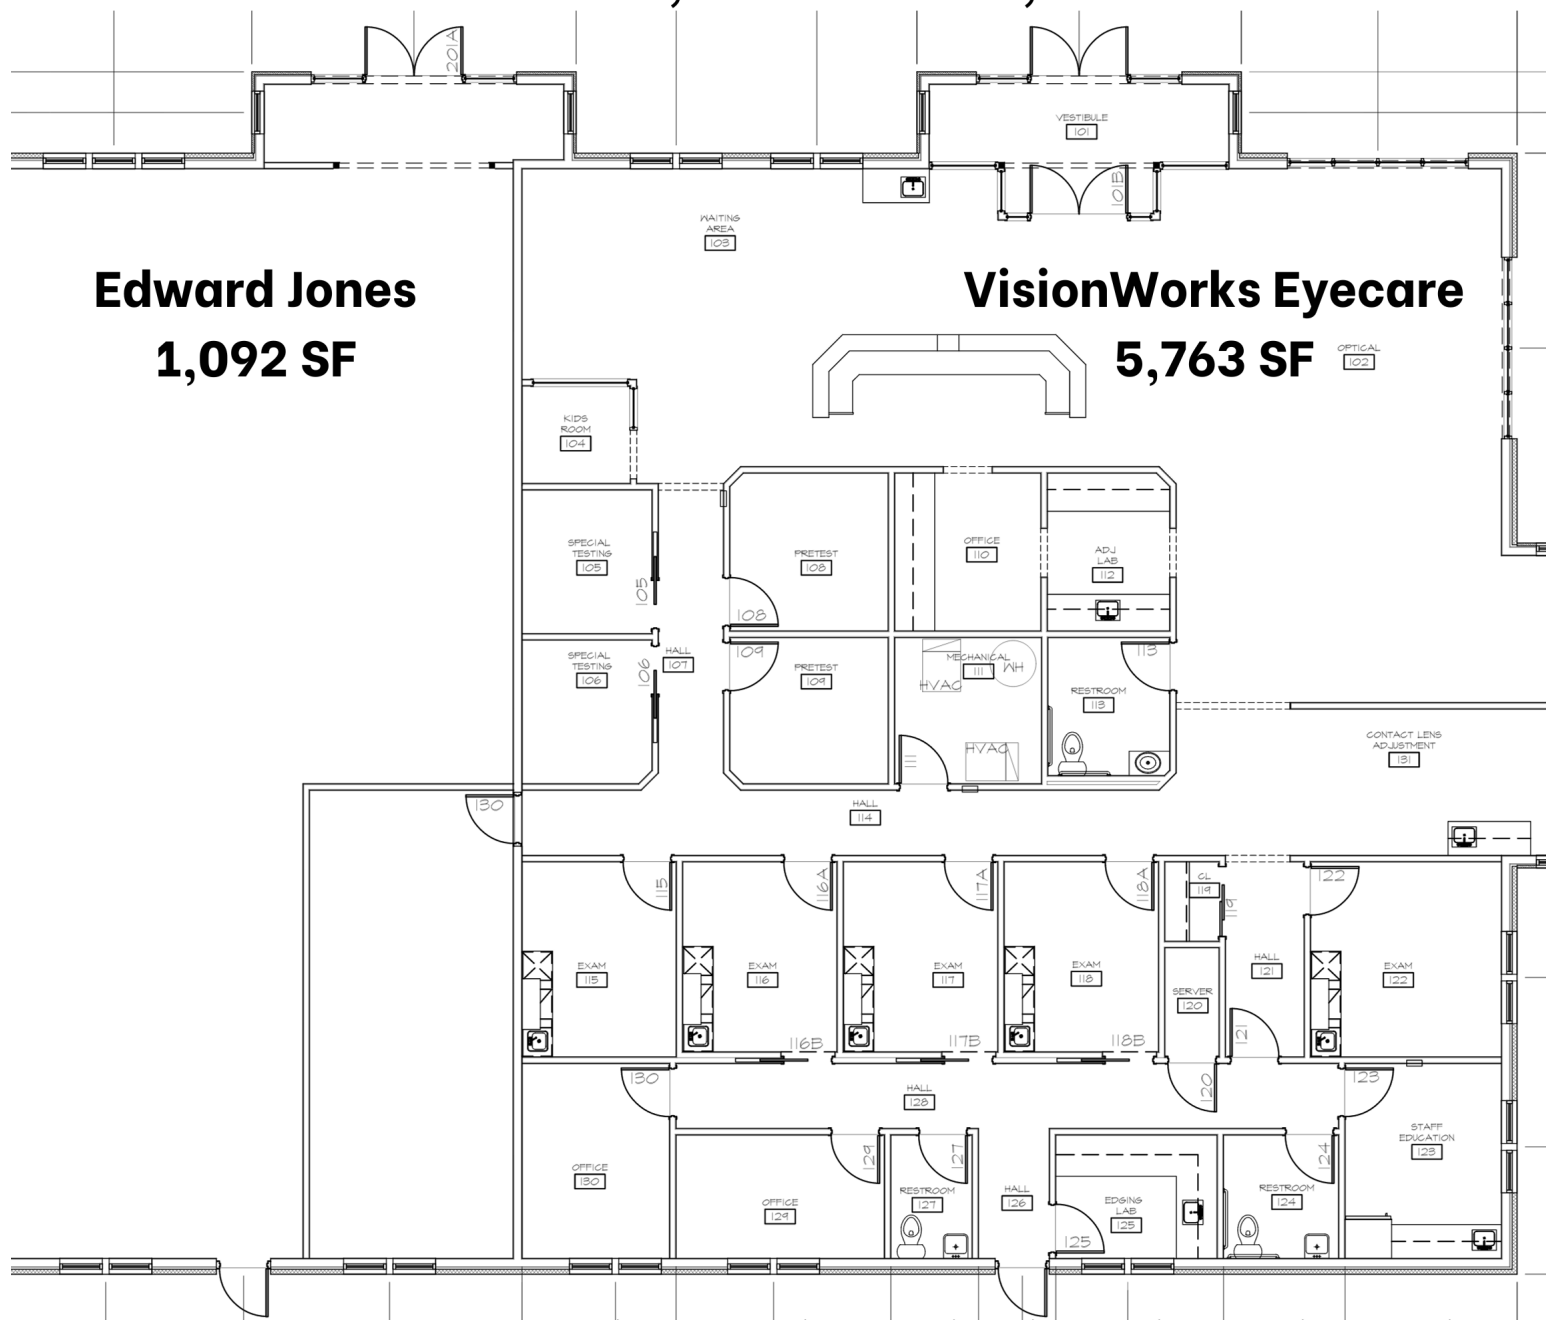 201A
VESTIBULE
101
101B
WAITING
AREA
103
Edward Jones
1,092 SF
VisionWorks Eyecare
5,763 SF
OPTICAL
102
KIDS
ROOM
104
SPECIAL
TESTING
105
105
PRETEST
108
108
OFFICE
110
ADJ
LAB
112
SPECIAL
TESTING
106
106
HALL
107
109
PRETEST
109
MECHANICAL
111
WH
HVAC
HVAC
111
113
RESTROOM
113
CONTACT LENS
ADJUSTMENT
131
130
HALL
114
115
116A
117A
118A
CL
119
119
122
EXAM
115
EXAM
116
EXAM
117
EXAM
118
SERVER
120
HALL
121
EXAM
122
116B
117B
118B
121
130
HALL
128
120
123
STAFF
EDUCATION
123
OFFICE
130
OFFICE
129
129
127
RESTROOM
127
HALL
126
EDGING
LAB
125
125
124
RESTROOM
124